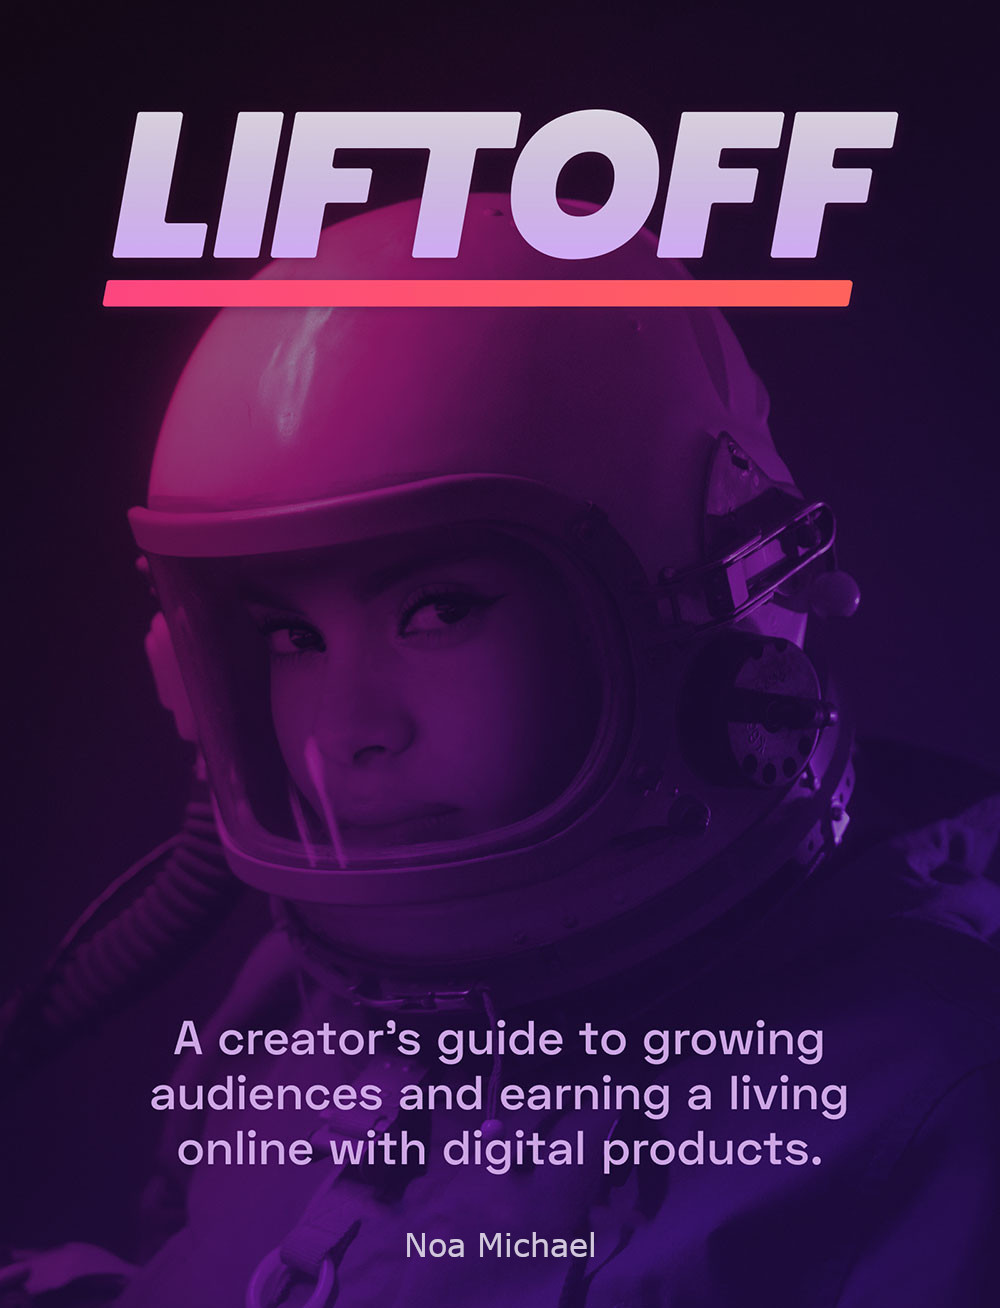 LIFTOFF
A creator’s guide to growing
audiences and earning a living
online with digital products.
Noa Michael